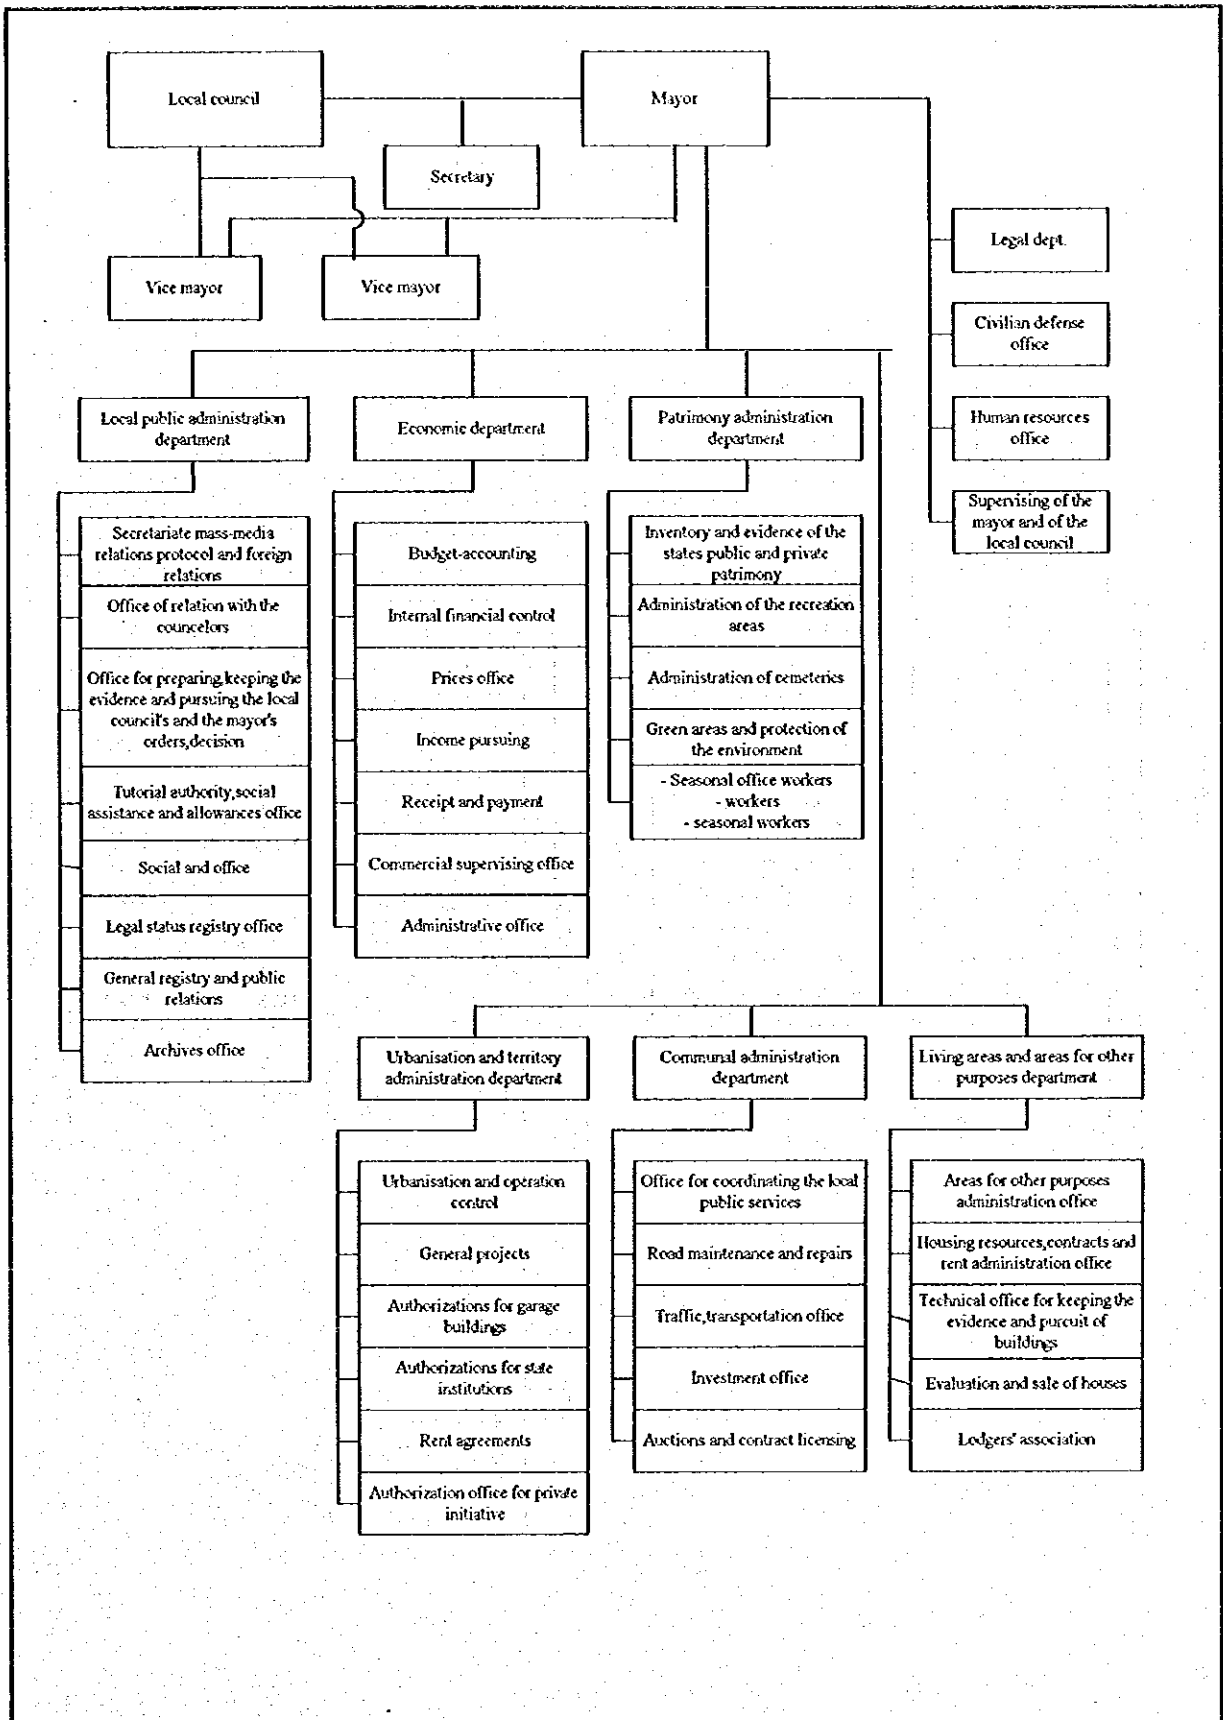 Local council
Mayor
Secretary
Vice mayor
Vice mayor
Legal dept.
Civilian defense
office
Human resources
office
Supervising of the
mayor and of the
local council
Local public administration
department
Economic department
Patrimony administration
department
Secretariate mass-media
relations protocol and foreign
relations
Office of relation with the
councelors
Office for preparing,keeping the
evidence and pursuing the local
council's and the mayor's
orders,decision
Tutorial authority,social
assistance and allowances office
Social and office
Legal status registry office
General registry and public
relations
Archives office
Budget-accounting
Internal financial control
Prices office
Income pursuing
Receipt and payment
Commercial supervising office
Administrative office
Inventory and evidence of the
states public and private
patrimony
Administration of the recreation
areas
Administration of cemeteries
Green areas and protection of
the environment
- Seasonal office workers
- workers
- seasonal workers
Urbanisation and territory
administration department
Communal administration
department
Living areas and areas for other
purposes department
Urbanisation and operation
control
General projects
Authorizations for garage
buildings
Authorizations for state
institutions
Rent agreements
Authorization office for private
initiative
Office for coordinating the local
public services
Road maintenance and repairs
Traffic,transportation office
Investment office
Auctions and contract licensing
Areas for other purposes
administration office
Housing resources,contracts and
rent administration office
Technical office for keeping the
evidence and purcuit of
buildings
Evaluation and sale of houses
Lodgers' association